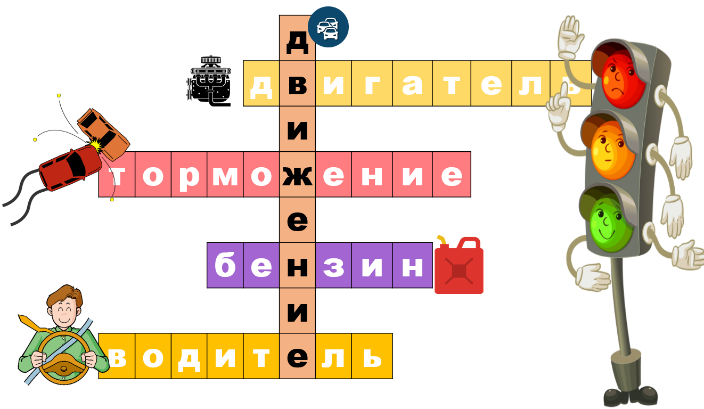 движение
двигатель
торможение
бензин
водитель